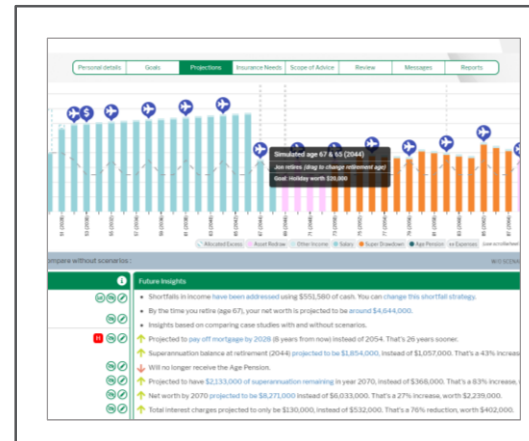 Personal details Goals Projections Insurance Needs Scope of Advice Review Messages Reports
Simulated age 67 & 65 (2044)
Jon retires (drag to change retirement age)
Goal: Holiday worth $20,000
Allocated Excess Asset Redraw Other Income Salary Super Drawdown Age Pension Expenses
ompare without scenarios:
Future Insights
Shortfalls in income have been addressed using $551,580 of cash. You can change this shortfall strategy.
By the time you retire (age 67), your net worth is projected to be around $4,644,000.
Insights based on comparing case studies with and without scenarios.
H
Projected to pay off mortgage by 2028 (6 years from now) instead of 2054. That's 26 years sooner.
Superannuation balance at retirement (2044) projected to be $1,854,000, instead of $1,057,000. That's a 43% increas
Will no longer receive the Age Pension.
Projected to have $2,133,000 of superannuation remaining in year 2070, instead of $368,000. That's a 83% increase,
Net worth by 2070 projected to be $8,271,000 instead of $6,033,000. That's a 27% increase, worth $2,239,000.
Total interest charges projected to only be $130,000, instead of $532,000. That's a 76% reduction, worth $402,000.